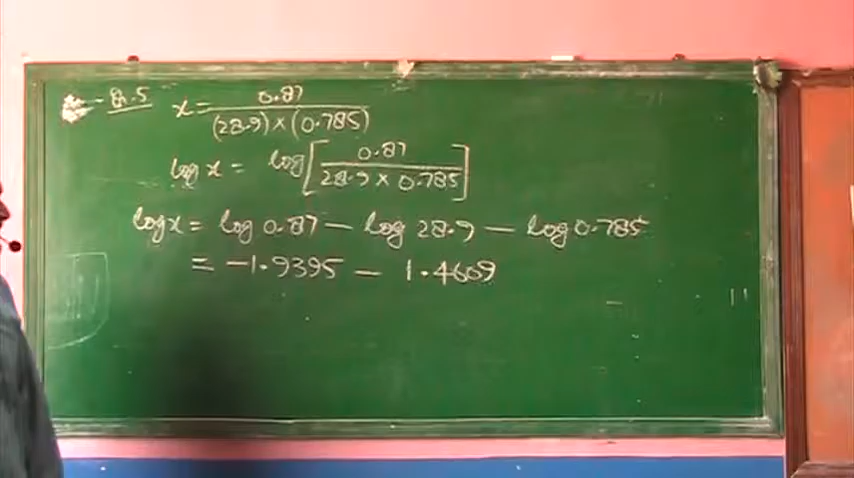 8.5 x = 0.87 / (28.9) × (0.785)
log x = log [ 0.87 / 28.9 × 0.785 ]
log x = log 0.87 − log 28.9 − log 0.785
= −1.9395 − 1.4609